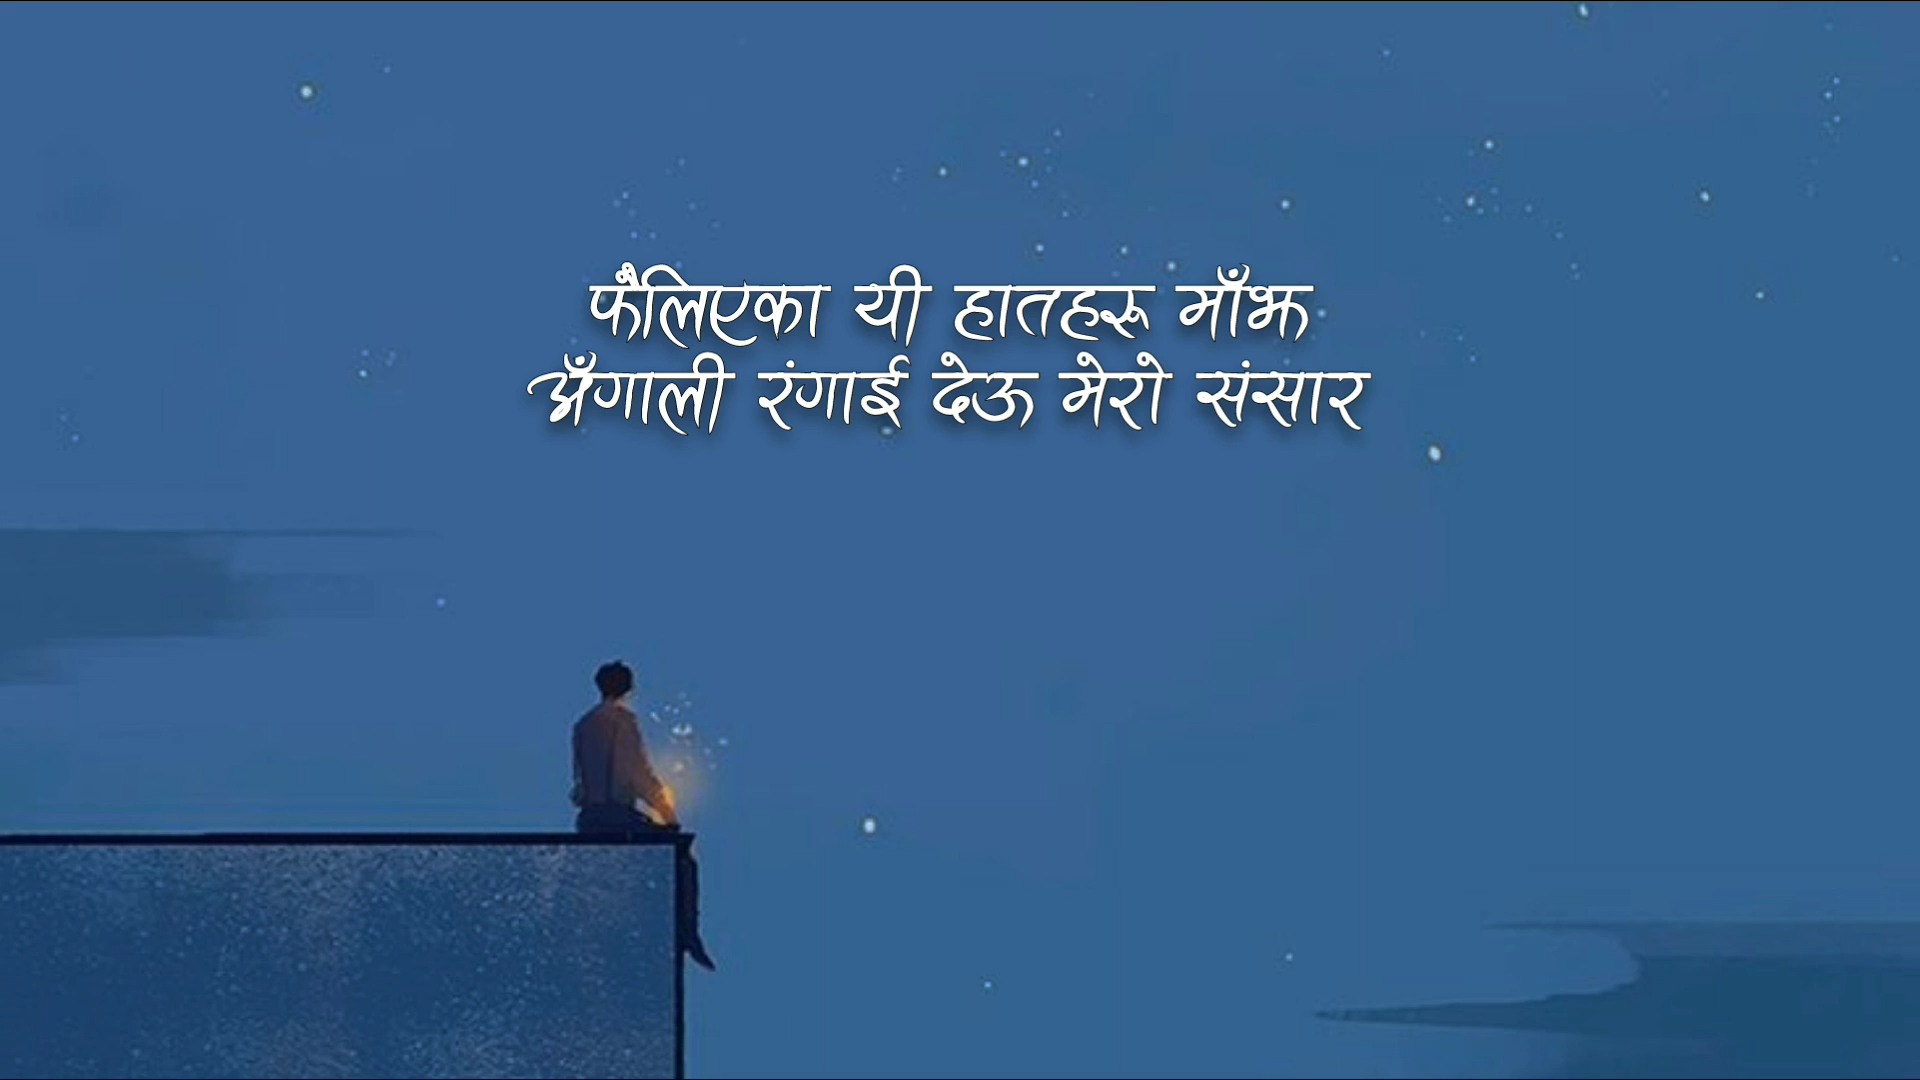 फैलिएका यी हातहरू माँझ
अँगाली रंगाई देऊ मेरो संसार